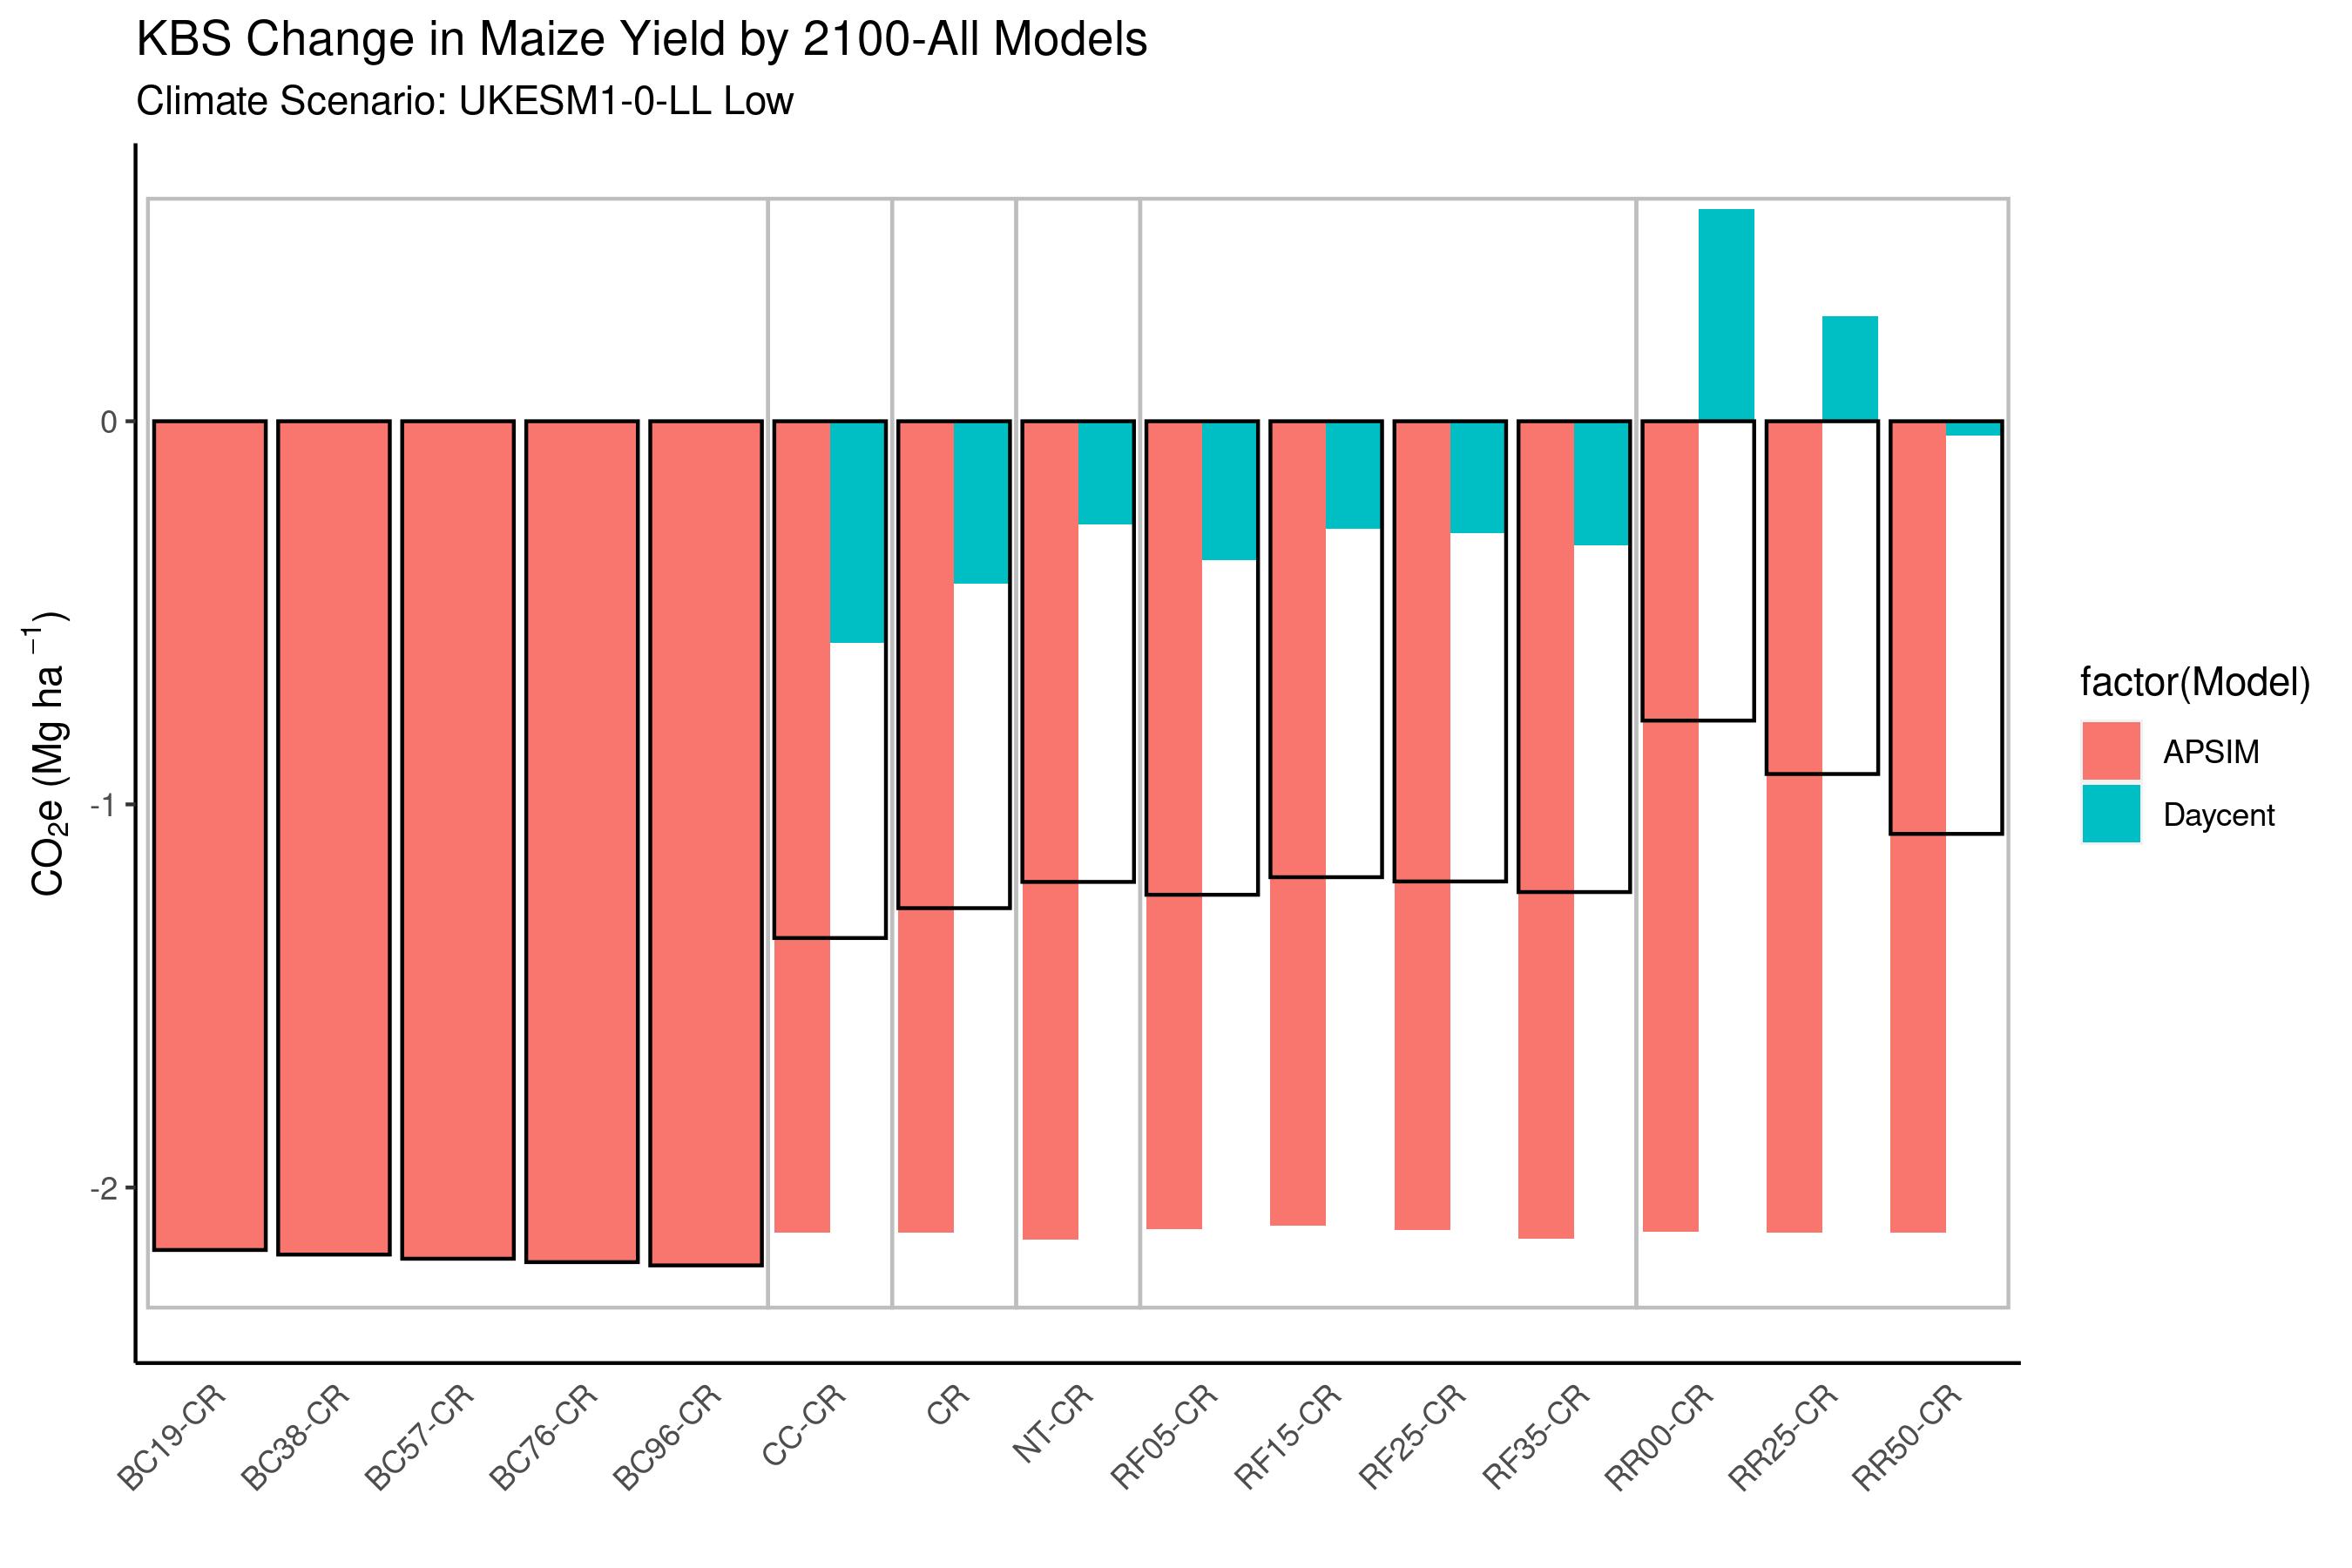 KBS Change in Maize Yield by 2100-All Models
Climate Scenario: UKESM1-0-LL Low
CO₂e (Mg ha ⁻¹)
0
-1
-2
BC19-CR
BC38-CR
BC57-CR
BC76-CR
BC96-CR
CC-CR
CR
NT-CR
RF05-CR
RF15-CR
RF25-CR
RF35-CR
RR00-CR
RR25-CR
RR50-CR
factor(Model)
APSIM
Daycent